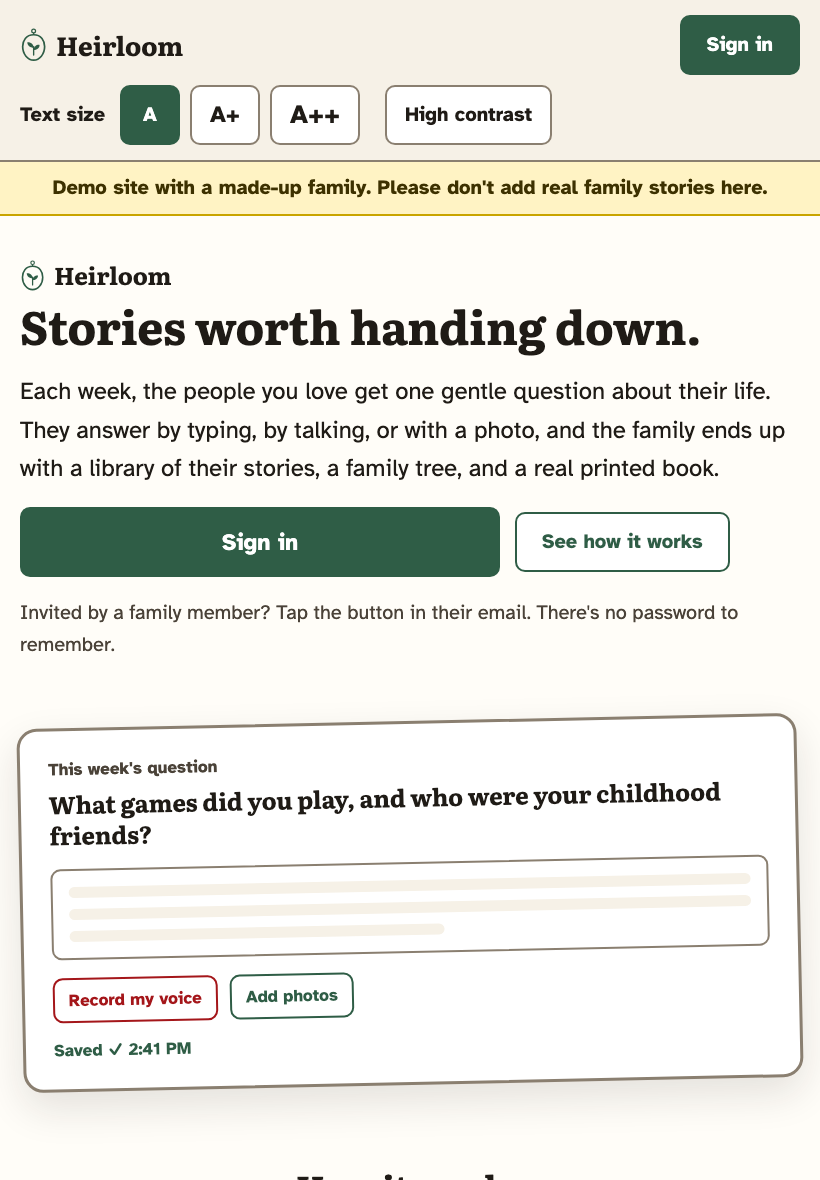 Heirloom
Sign in
Text size
A
A+
A++
High contrast
Demo site with a made-up family. Please don't add real family stories here.
Heirloom
Stories worth handing down.
Each week, the people you love get one gentle question about their life.
They answer by typing, by talking, or with a photo, and the family ends up
with a library of their stories, a family tree, and a real printed book.
Sign in
See how it works
Invited by a family member? Tap the button in their email. There's no password to
remember.
This week's question
What games did you play, and who were your childhood
friends?
Record my voice
Add photos
Saved ✓ 2:41 PM